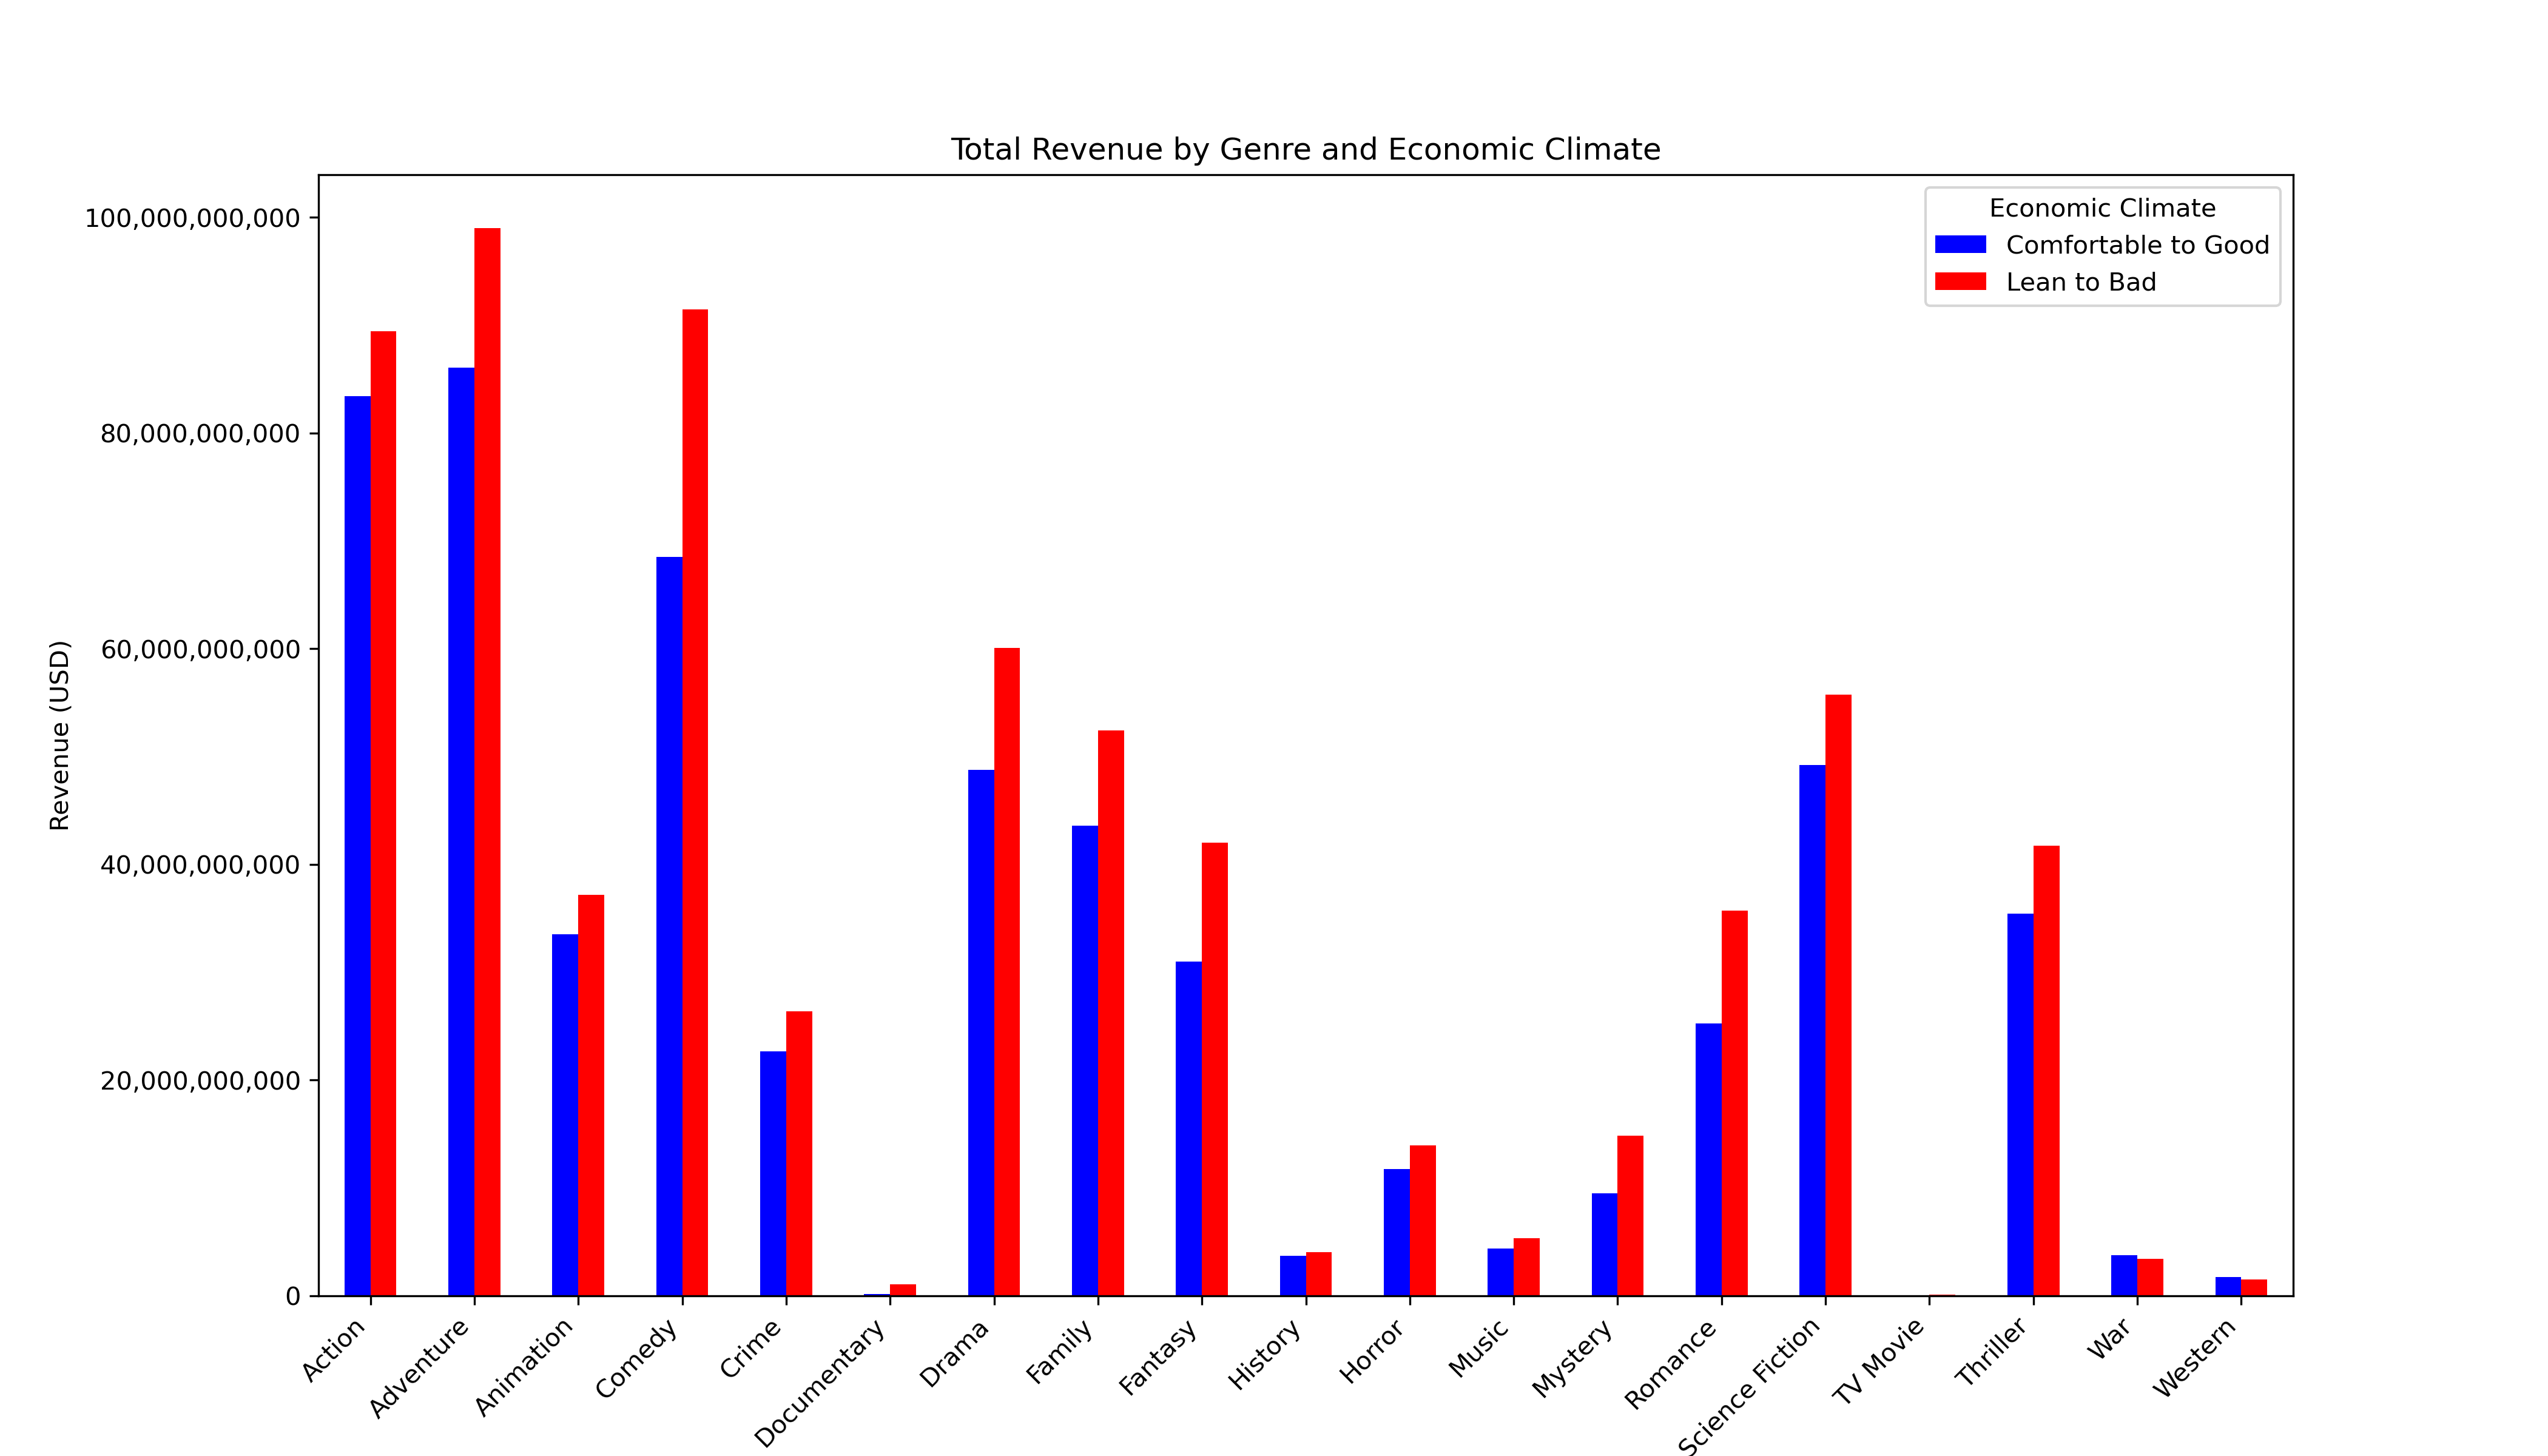 Total Revenue by Genre and Economic Climate
Economic Climate
Comfortable to Good
Lean to Bad
Revenue (USD)
100,000,000,000
80,000,000,000
60,000,000,000
40,000,000,000
20,000,000,000
0
Action
Adventure
Animation
Comedy
Crime
Documentary
Drama
Family
Fantasy
History
Horror
Music
Mystery
Romance
Science Fiction
TV Movie
Thriller
War
Western